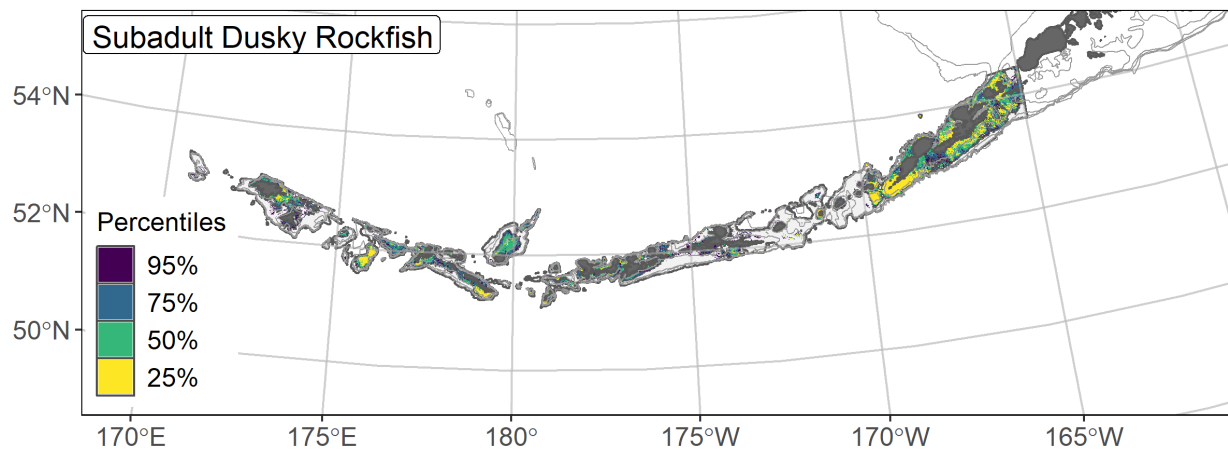 Subadult Dusky Rockfish
54°N
52°N
50°N
Percentiles
95%
75%
50%
25%
170°E
175°E
180°
175°W
170°W
165°W